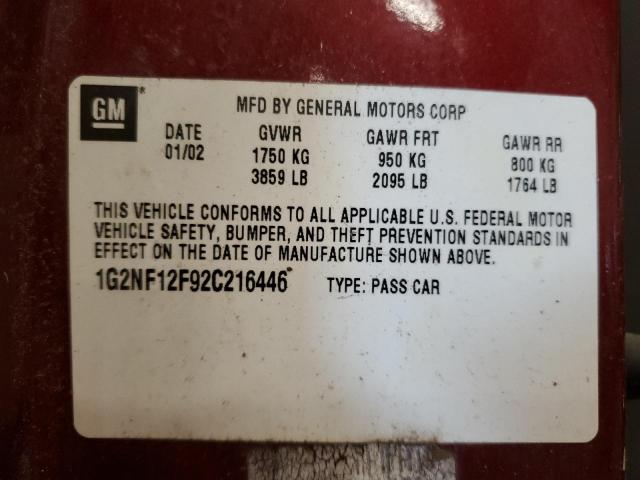 GM
MFD BY GENERAL MOTORS CORP
DATE GVWR GAWR FRT GAWR RR
01/02 1750 KG 950 KG 800 KG
3859 LB 2095 LB 1764 LB
THIS VEHICLE CONFORMS TO ALL APPLICABLE U.S. FEDERAL MOTOR
VEHICLE SAFETY, BUMPER, AND THEFT PREVENTION STANDARDS IN
EFFECT ON THE DATE OF MANUFACTURE SHOWN ABOVE.
1G2NF12F92C216446* TYPE: PASS CAR